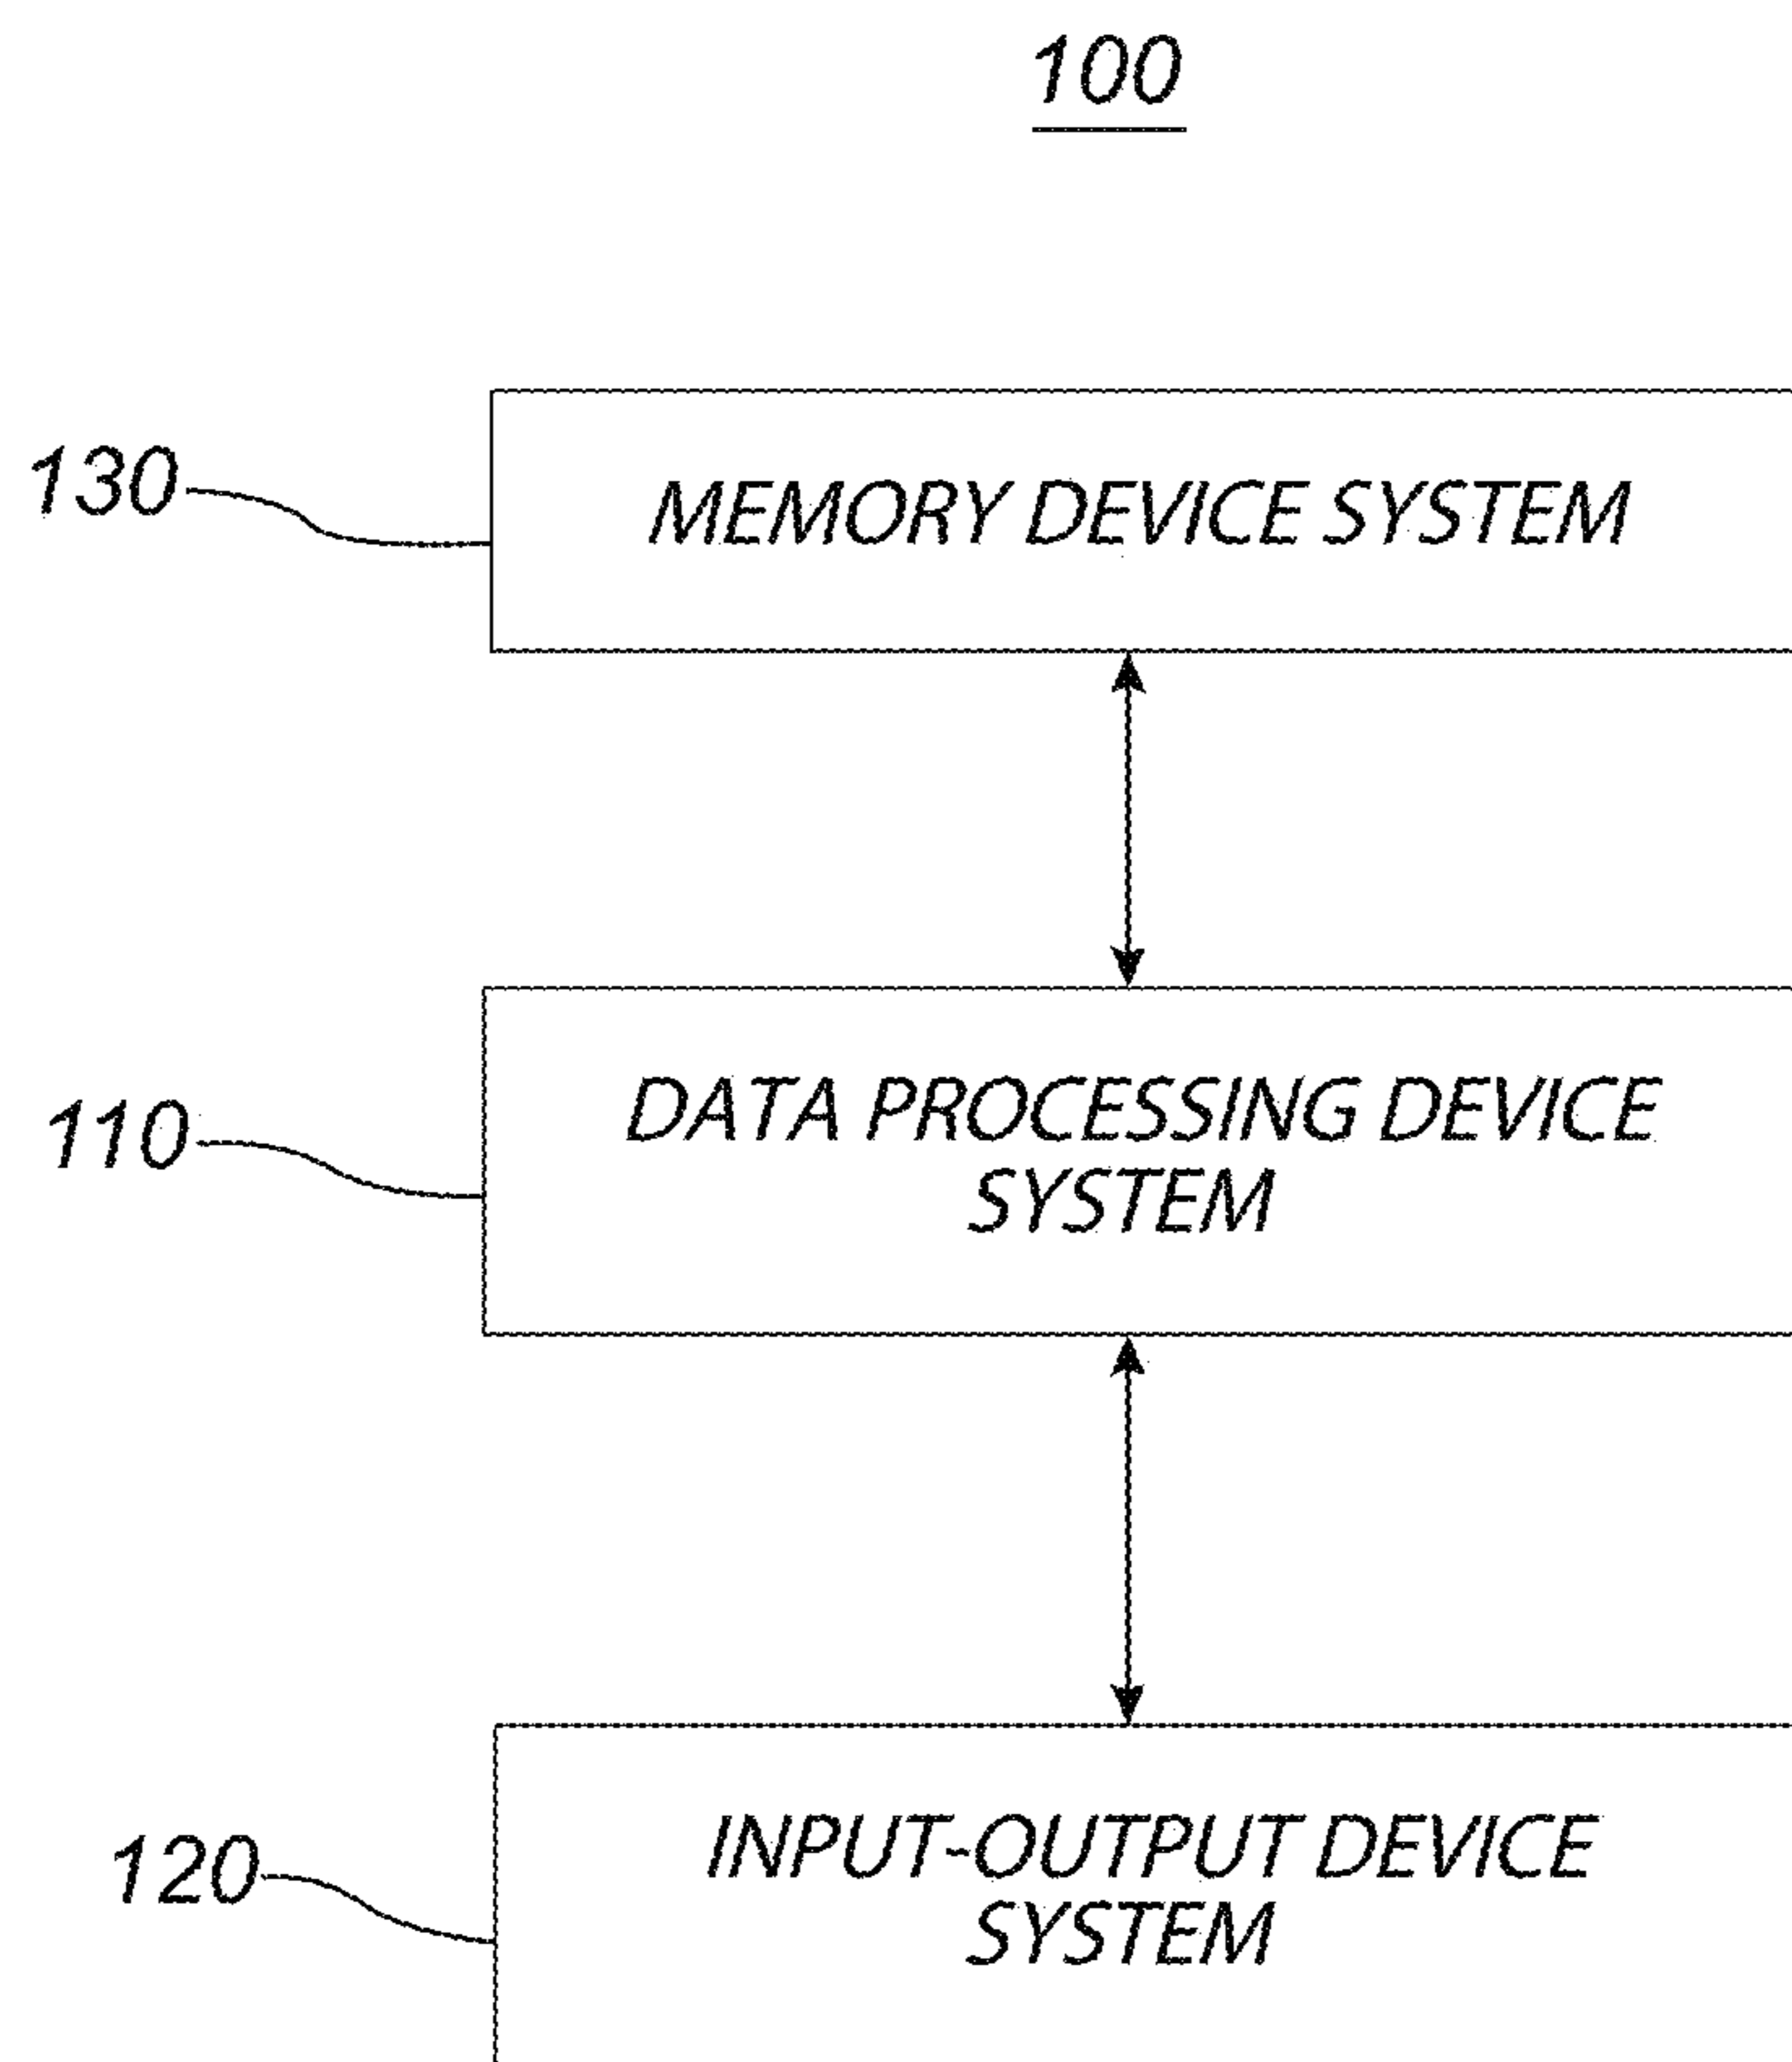 100
130
MEMORY DEVICE SYSTEM
110
DATA PROCESSING DEVICE
SYSTEM
120
INPUT-OUTPUT DEVICE
SYSTEM